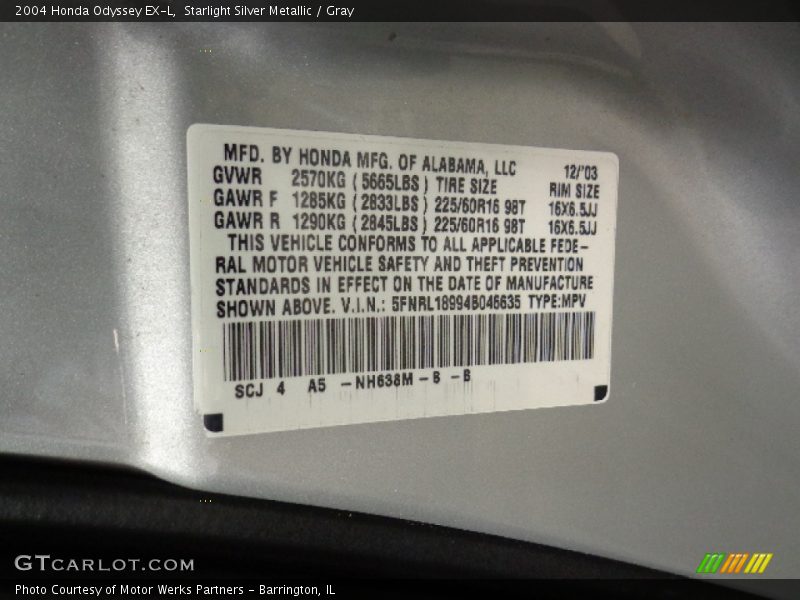 2004 Honda Odyssey EX-L, Starlight Silver Metallic / Gray
MFD. BY HONDA MFG. OF ALABAMA, LLC 12/'03
GVWR 2570KG ( 5665LBS ) TIRE SIZE RIM SIZE
GAWR F 1285KG ( 2833LBS ) 225/60R16 98T 16X6.5JJ
GAWR R 1290KG ( 2845LBS ) 225/60R16 98T 16X6.5JJ
THIS VEHICLE CONFORMS TO ALL APPLICABLE FEDE-
RAL MOTOR VEHICLE SAFETY AND THEFT PREVENTION
STANDARDS IN EFFECT ON THE DATE OF MANUFACTURE
SHOWN ABOVE. V.I.N.: 5FNRL18994B046635 TYPE:MPV
SCJ 4 A5 -NH638M-B -B
GTCARLOT.COM
Photo Courtesy of Motor Werks Partners - Barrington, IL